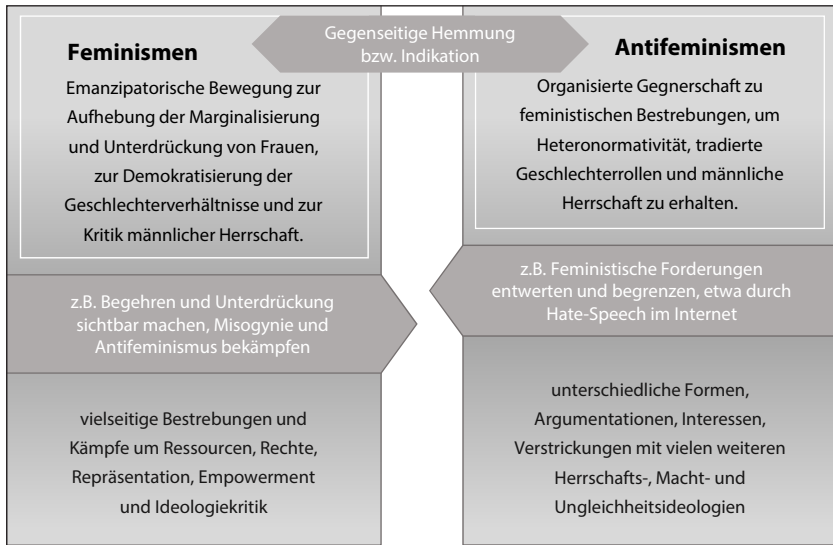 Gegenseitige Hemmung
bzw. Indikation
Feminismen
Emanzipatorische Bewegung zur
Aufhebung der Marginalisierung
und Unterdrückung von Frauen,
zur Demokratisierung der
Geschlechterverhältnisse und zur
Kritik männlicher Herrschaft.
z.B. Begehren und Unterdrückung
sichtbar machen, Misogynie und
Antifeminismus bekämpfen
vielseitige Bestrebungen und
Kämpfe um Ressourcen, Rechte,
Repräsentation, Empowerment
und Ideologiekritik
Antifeminismen
Organisierte Gegnerschaft zu
feministischen Bestrebungen, um
Heteronormativität, tradierte
Geschlechterrollen und männliche
Herrschaft zu erhalten.
z.B. Feministische Forderungen
entwerten und begrenzen, etwa durch
Hate-Speech im Internet
unterschiedliche Formen,
Argumentationen, Interessen,
Verstrickungen mit vielen weiteren
Herrschafts-, Macht- und
Ungleichheitsideologien